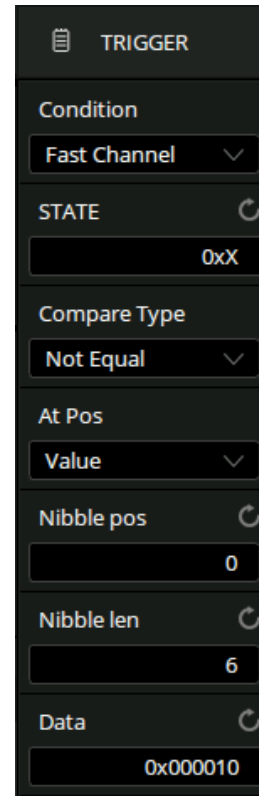 TRIGGER
Condition
Fast Channel
STATE
0xX
Compare Type
Not Equal
At Pos
Value
Nibble pos
0
Nibble len
6
Data
0x000010